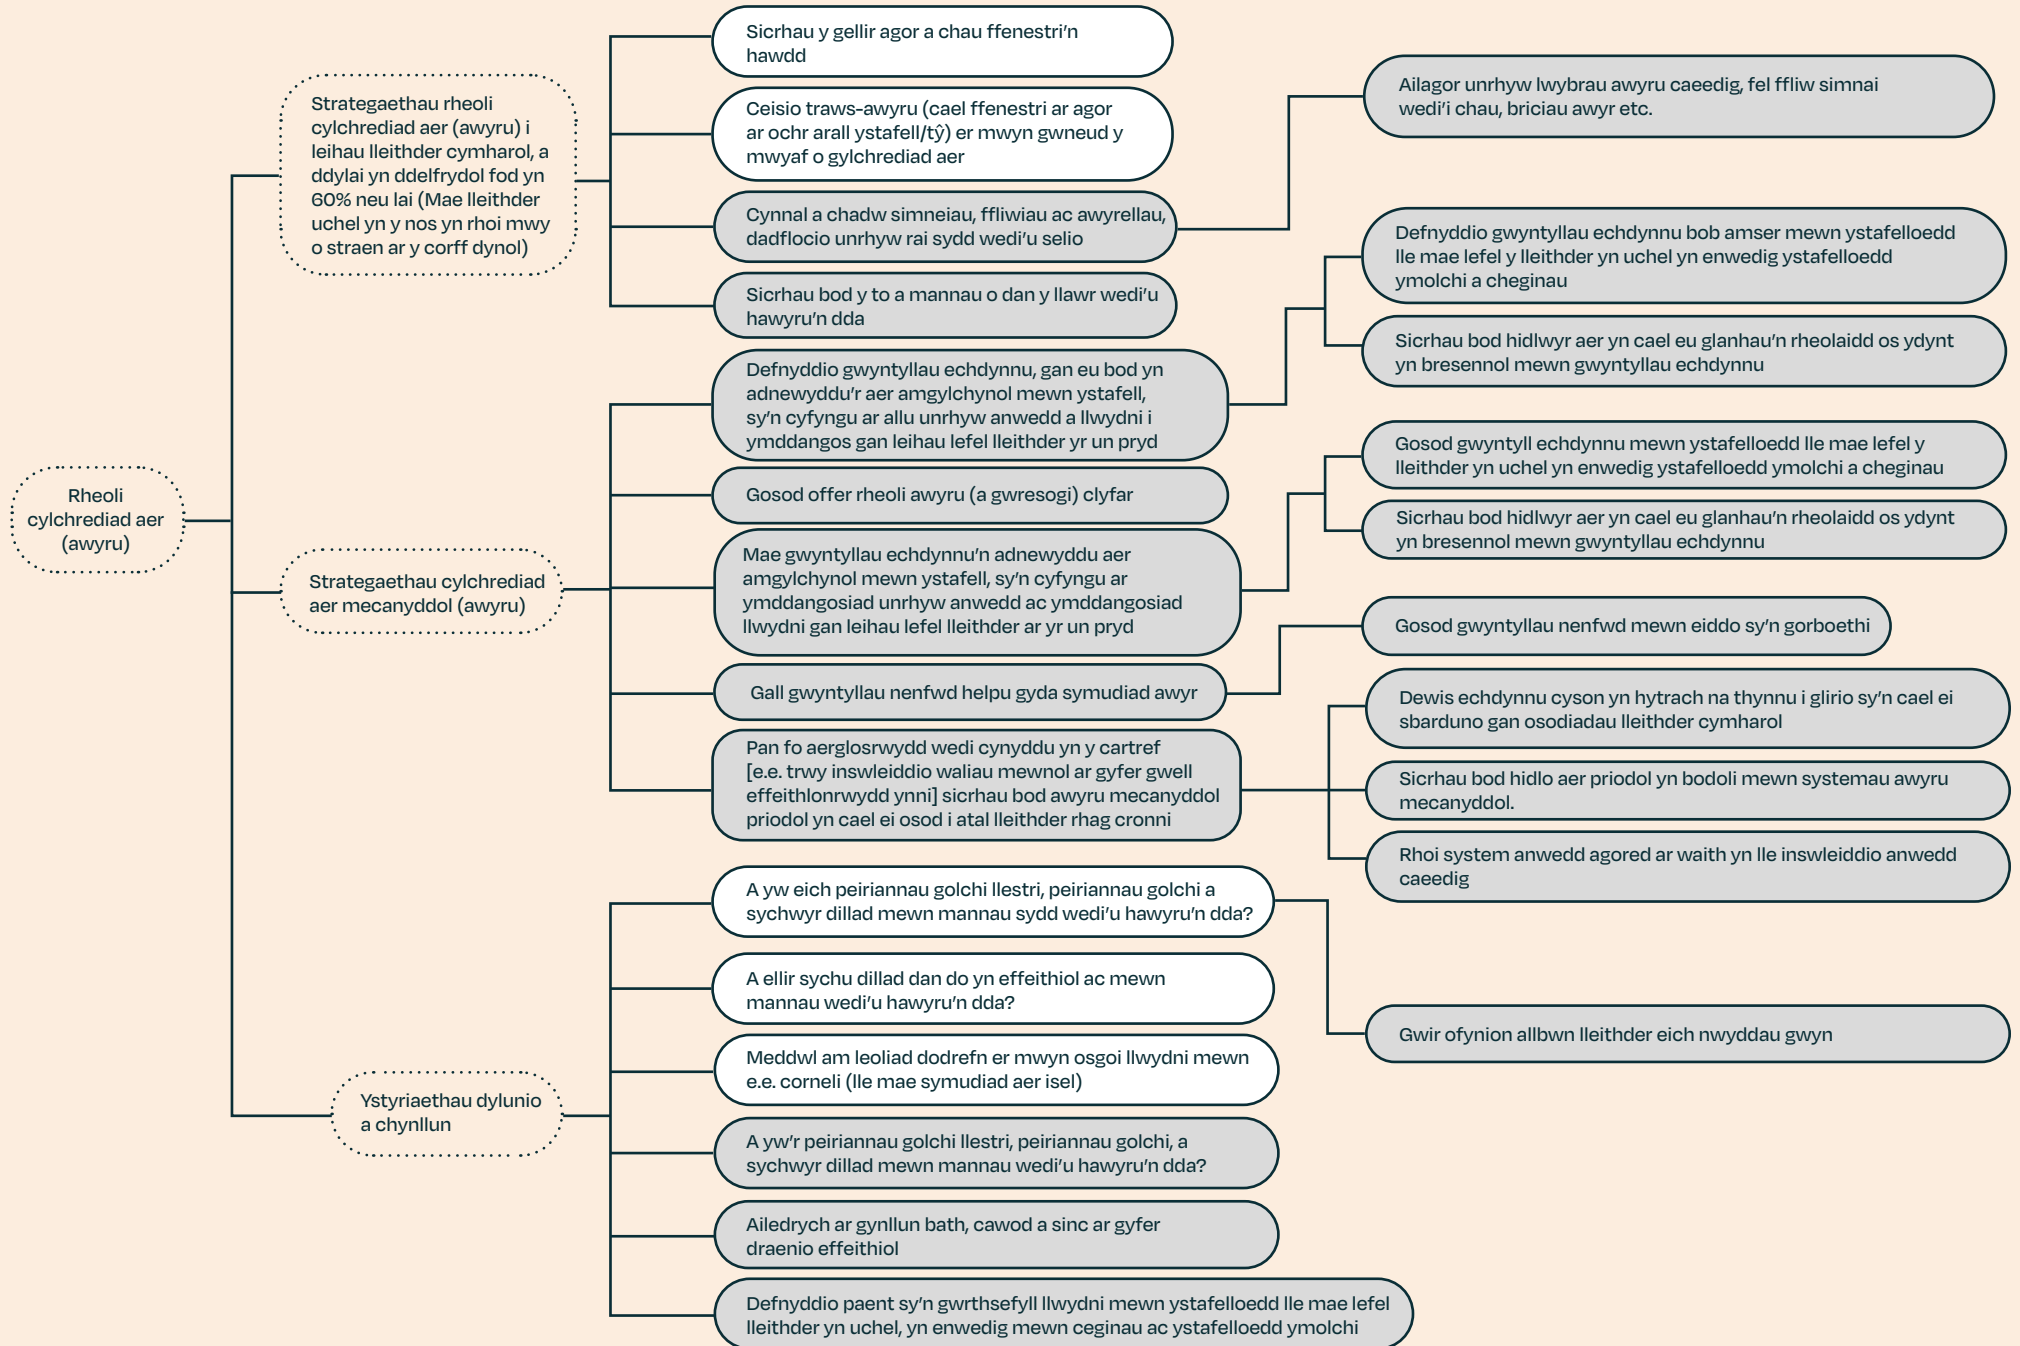 Rheoli
cylchrediad aer
(awyru)
Strategaethau rheoli
cylchrediad aer (awyru) i
leihau lleithder cymharol, a
ddylai yn ddelfrydol fod yn
60% neu lai (Mae lleithder
uchel yn y nos yn rhoi mwy
o straen ar y corff dynol)
Sicrhau y gellir agor a chau ffenestri’n
hawdd
Ceisio traws-awyru (cael ffenestri ar agor
ar ochr arall ystafell/tŷ) er mwyn gwneud y
mwyaf o gylchrediad aer
Cynnal a chadw simneiau, ffliwiau ac awyrellau,
dadflocio unrhyw rai sydd wedi’u selio
Ailagor unrhyw lwybrau awyru caeedig, fel ffliw simnai
wedi’i chau, briciau awyr etc.
Sicrhau bod y to a mannau o dan y llawr wedi’u
hawyru’n dda
Strategaethau cylchrediad
aer mecanyddol (awyru)
Defnyddio gwyntyllau echdynnu, gan eu bod yn
adnewyddu’r aer amgylchynol mewn ystafell,
sy’n cyfyngu ar allu unrhyw anwedd a llwydni i
ymddangos gan leihau lefel lleithder yr un pryd
Defnyddio gwyntyllau echdynnu bob amser mewn ystafelloedd
lle mae lefel y lleithder yn uchel yn enwedig ystafelloedd
ymolchi a cheginau
Sicrhau bod hidlwyr aer yn cael eu glanhau’n rheolaidd os ydynt
yn bresennol mewn gwyntyllau echdynnu
Gosod offer rheoli awyru (a gwresogi) clyfar
Mae gwyntyllau echdynnu’n adnewyddu aer
amgylchynol mewn ystafell, sy’n cyfyngu ar
ymddangosiad unrhyw anwedd ac ymddangosiad
llwydni gan leihau lefel lleithder ar yr un pryd
Gosod gwyntyll echdynnu mewn ystafelloedd lle mae lefel y
lleithder yn uchel yn enwedig ystafelloedd ymolchi a cheginau
Sicrhau bod hidlwyr aer yn cael eu glanhau’n rheolaidd os ydynt
yn bresennol mewn gwyntyllau echdynnu
Gall gwyntyllau nenfwd helpu gyda symudiad awyr
Gosod gwyntyllau nenfwd mewn eiddo sy’n gorboethi
Pan fo aerglosrwydd wedi cynyddu yn y cartref
[e.e. trwy inswleiddio waliau mewnol ar gyfer gwell
effeithlonrwydd ynni] sicrhau bod awyru mecanyddol
priodol yn cael ei osod i atal lleithder rhag cronni
Dewis echdynnu cyson yn hytrach na thynnu i glirio sy’n cael ei
sbarduno gan osodiadau lleithder cymharol
Sicrhau bod hidlo aer priodol yn bodoli mewn systemau awyru
mecanyddol.
Rhoi system anwedd agored ar waith yn lle inswleiddio anwedd
caeedig
Ystyriaethau dylunio
a chynllun
A yw eich peiriannau golchi llestri, peiriannau golchi a
sychwyr dillad mewn mannau sydd wedi’u hawyru’n dda?
Gwir ofynion allbwn lleithder eich nwyddau gwyn
A ellir sychu dillad dan do yn effeithiol ac mewn
mannau wedi’u hawyru’n dda?
Meddwl am leoliad dodrefn er mwyn osgoi llwydni mewn
e.e. corneli (lle mae symudiad aer isel)
A yw’r peiriannau golchi llestri, peiriannau golchi, a
sychwyr dillad mewn mannau wedi’u hawyru’n dda?
Ailedrych ar gynllun bath, cawod a sinc ar gyfer
draenio effeithiol
Defnyddio paent sy’n gwrthsefyll llwydni mewn ystafelloedd lle mae lefel
lleithder yn uchel, yn enwedig mewn ceginau ac ystafelloedd ymolchi